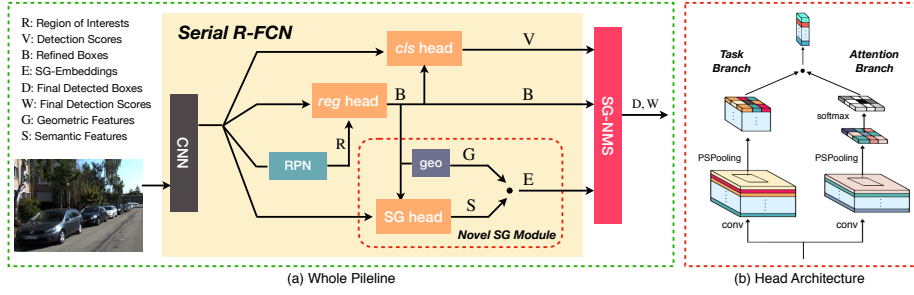 R: Region of Interests
V: Detection Scores
B: Refined Boxes
E: SG-Embeddings
D: Final Detected Boxes
W: Final Detection Scores
G: Geometric Features
S: Semantic Features
Serial R-FCN
CNN
cls head
V
reg head
B
B
R
RPN
geo
G
E
SG head
S
Novel SG Module
SG-NMS
D, W
(a) Whole Pileline
Task
Branch
Attention
Branch
softmax
PSPooling
PSPooling
conv
conv
(b) Head Architecture